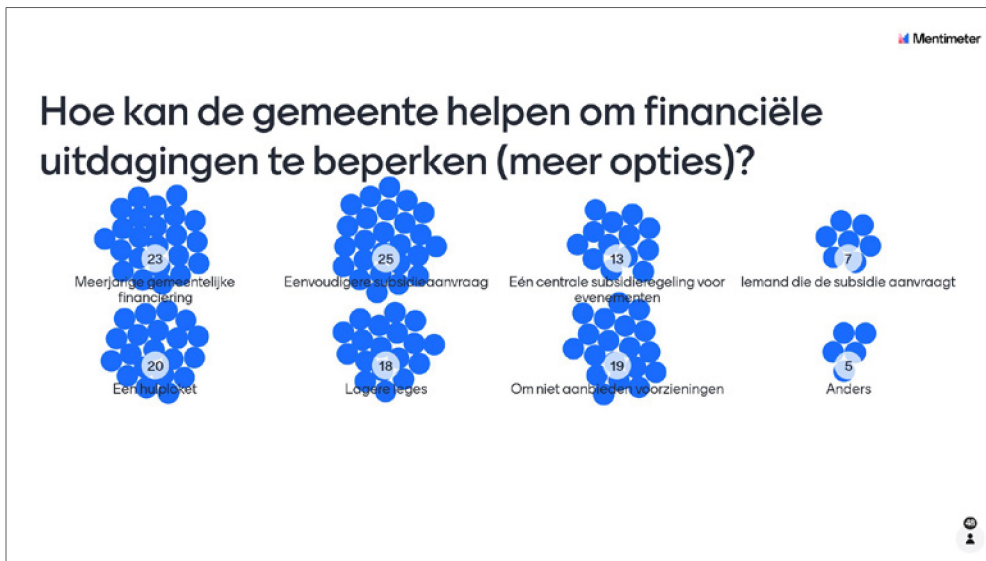 Mentimeter
Hoe kan de gemeente helpen om financiële
uitdagingen te beperken (meer opties)?
23
25
13
7
Meerjarige gemeentelijke
financiering
Eenvoudigere subsidieaanvraag
Eén centrale subsidieregeling voor
evenementen
Iemand die de subsidie aanvraagt
20
18
19
5
Een hulploket
Lagere leges
Om niet aanbieden voorzieningen
Anders